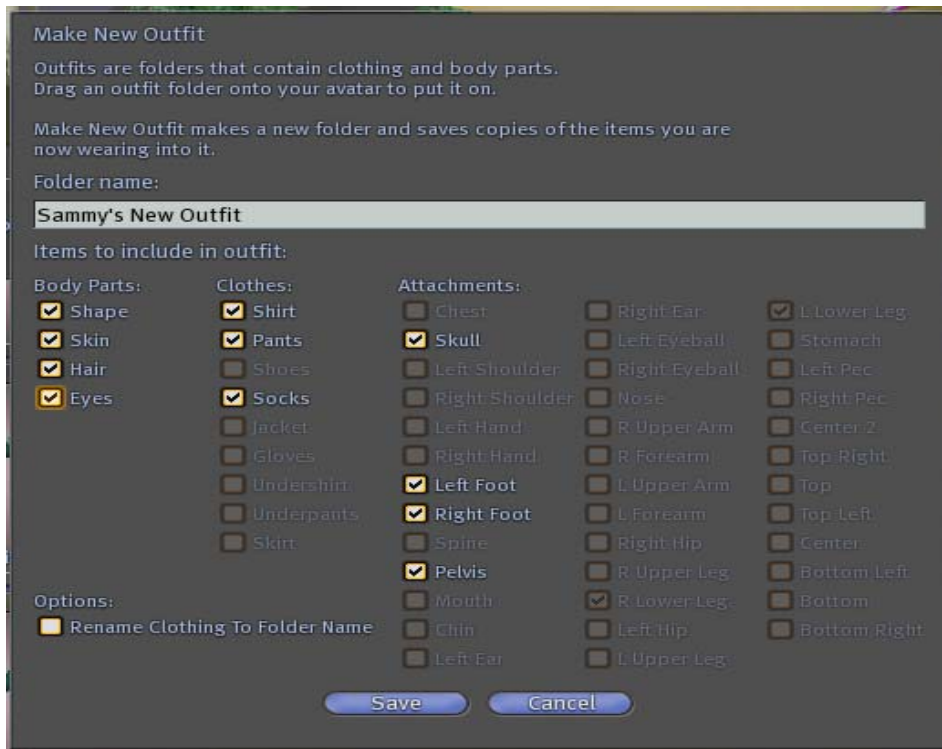 Make New Outfit
Outfits are folders that contain clothing and body parts.
Drag an outfit folder onto your avatar to put it on.
Make New Outfit makes a new folder and saves copies of the items you are
now wearing into it.
Folder name:
Sammy's New Outfit
Items to include in outfit:
Body Parts:
Shape
Skin
Hair
Eyes
Clothes:
Shirt
Pants
Shoes
Socks
Jacket
Gloves
Undershirt
Underpants
Skirt
Attachments:
Chest
Skull
Left Shoulder
Right Shoulder
Left Hand
Right Hand
Left Foot
Right Foot
Spine
Pelvis
Mouth
Chin
Left Ear
Right Ear
Left Eyeball
Right Eyeball
Nose
R Upper Arm
R Forearm
L Upper Arm
L Forearm
Right Hip
R Upper Leg
R Lower Leg
Left Hip
L Upper Leg
L Lower Leg
Stomach
Left Pec
Right Pec
Center 2
Top Right
Top
Top Left
Center
Bottom Left
Bottom
Bottom Right
Options:
Rename Clothing To Folder Name
Save
Cancel